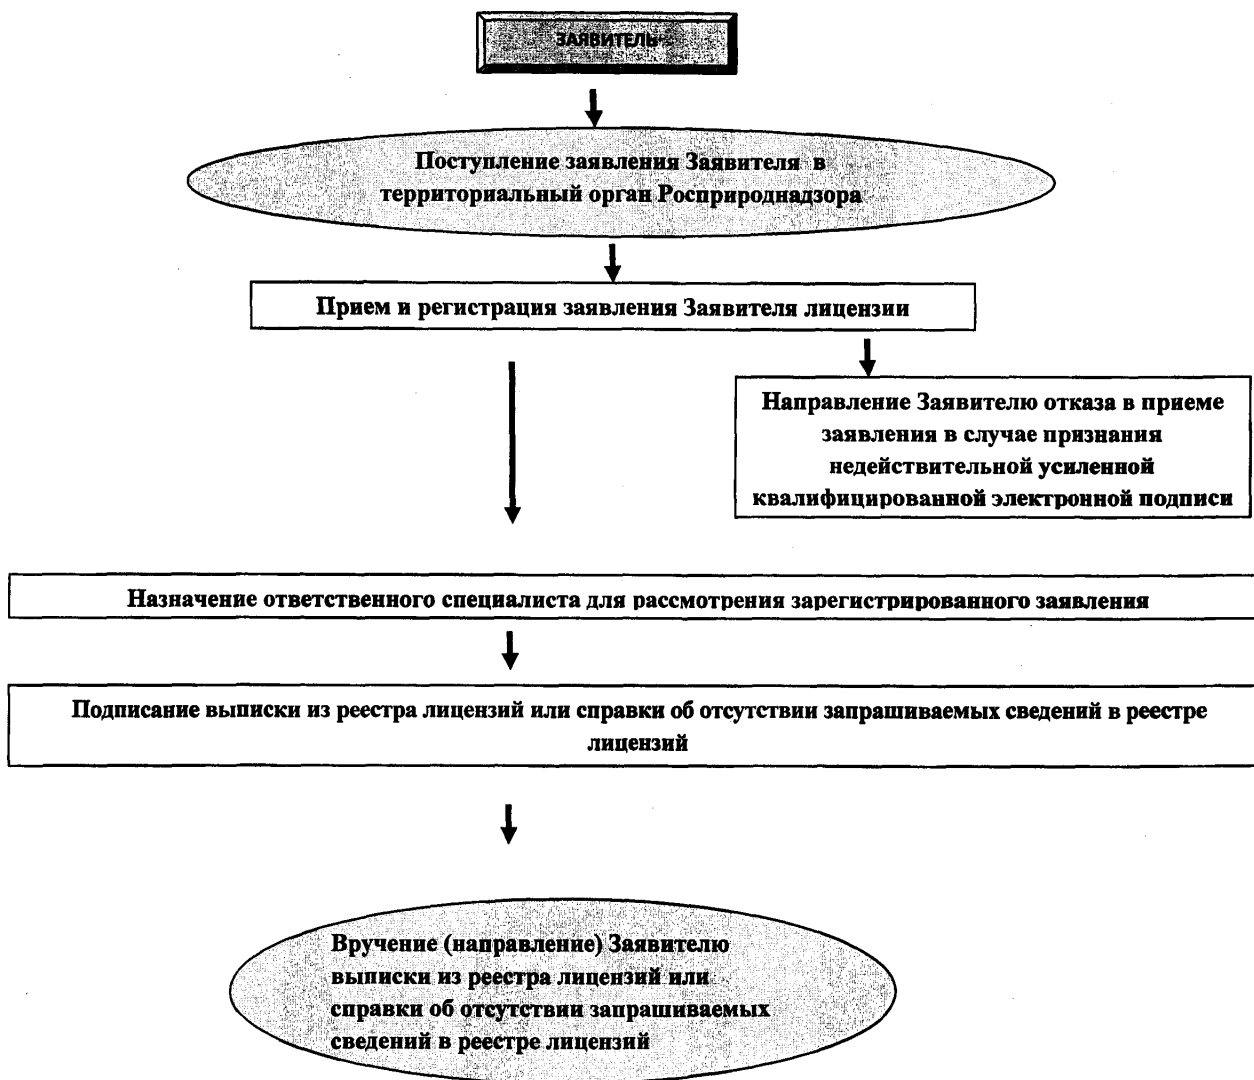 ЗАЯВИТЕЛЬ
Поступление заявления Заявителя в
территориальный орган Росприроднадзора
Прием и регистрация заявления Заявителя лицензии
Направление Заявителю отказа в приеме
заявления в случае признания
недействительной усиленной
квалифицированной электронной подписи
Назначение ответственного специалиста для рассмотрения зарегистрированного заявления
Подписание выписки из реестра лицензий или справки об отсутствии запрашиваемых сведений в реестре
лицензий
Вручение (направление) Заявителю
выписки из реестра лицензий или
справки об отсутствии запрашиваемых
сведений в реестре лицензий